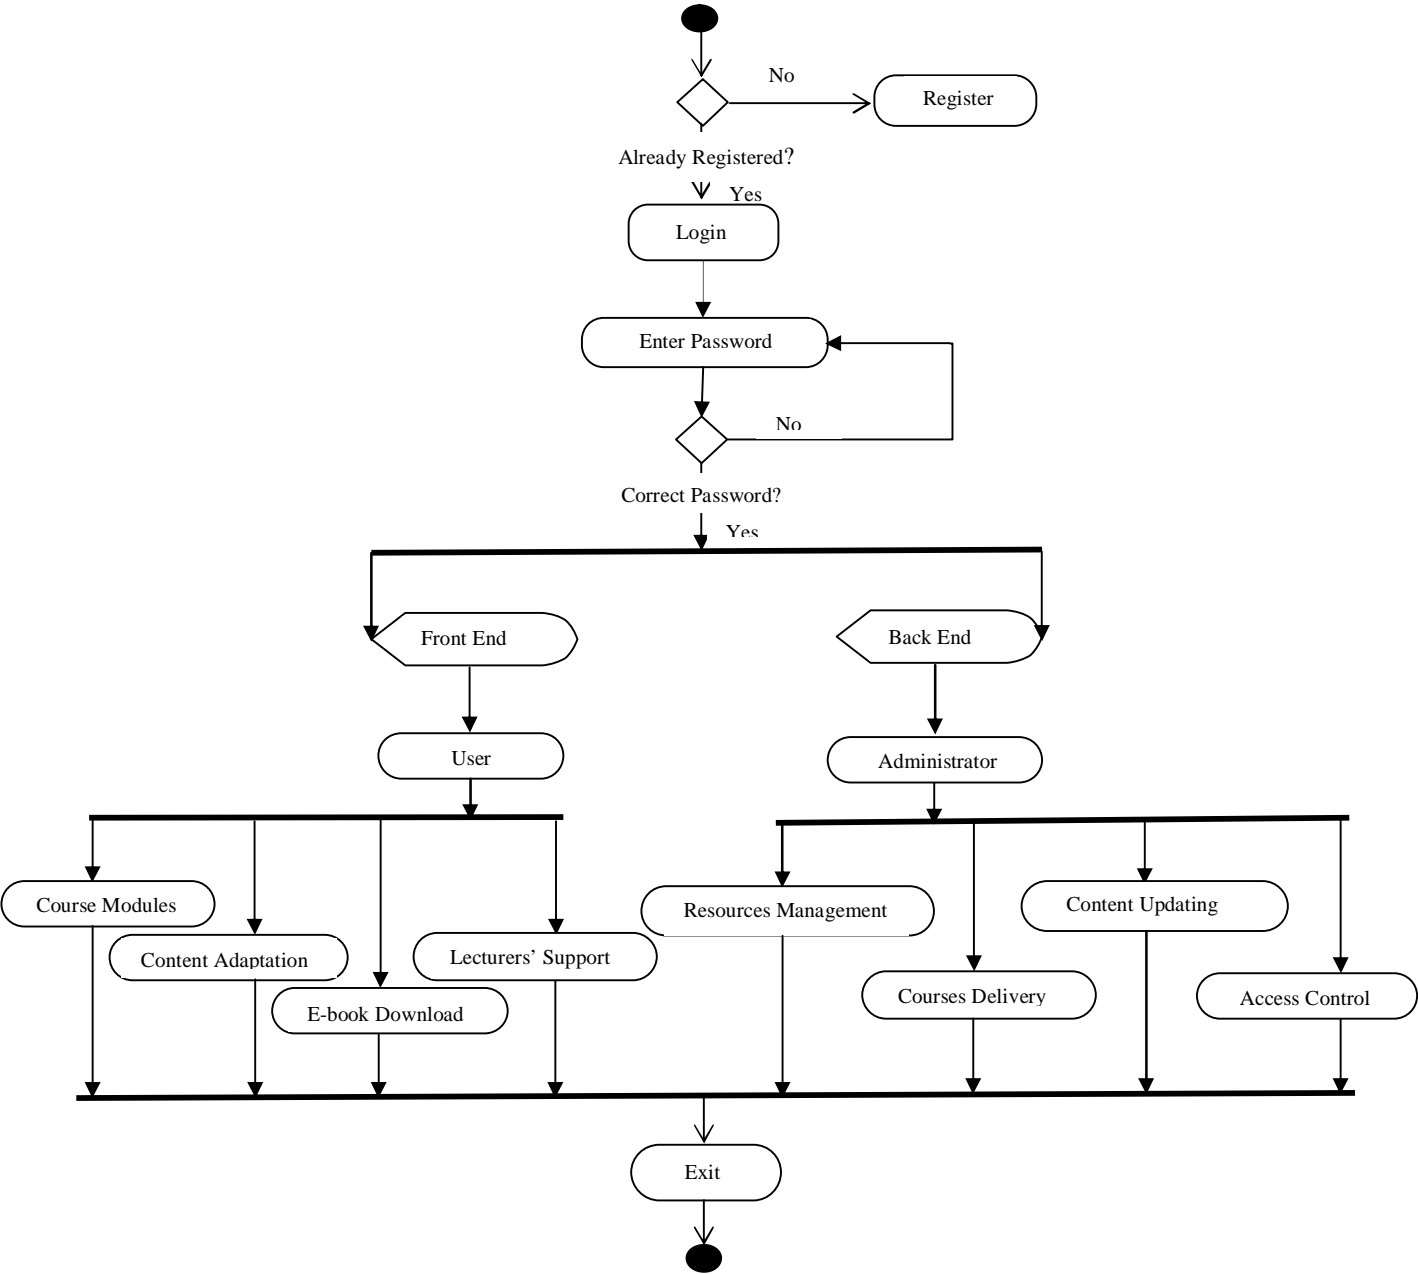 No
Register
Already Registered?
Yes
Login
Enter Password
No
Correct Password?
Yes
Front End
Back End
User
Administrator
Course Modules
Content Adaptation
E-book Download
Lecturers' Support
Resources Management
Courses Delivery
Content Updating
Access Control
Exit